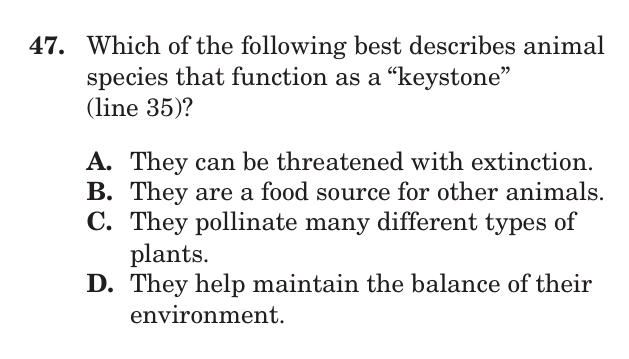 47. Which of the following best describes animal
species that function as a “keystone”
(line 35)?
A. They can be threatened with extinction.
B. They are a food source for other animals.
C. They pollinate many different types of
plants.
D. They help maintain the balance of their
environment.